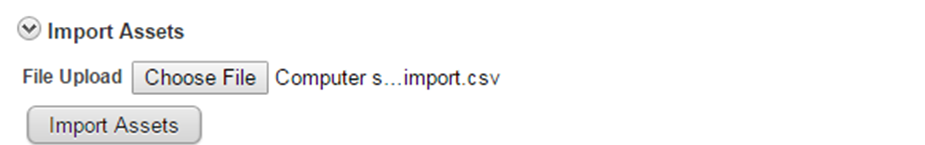 Import Assets
File Upload Choose File Computer s...import.csv
Import Assets